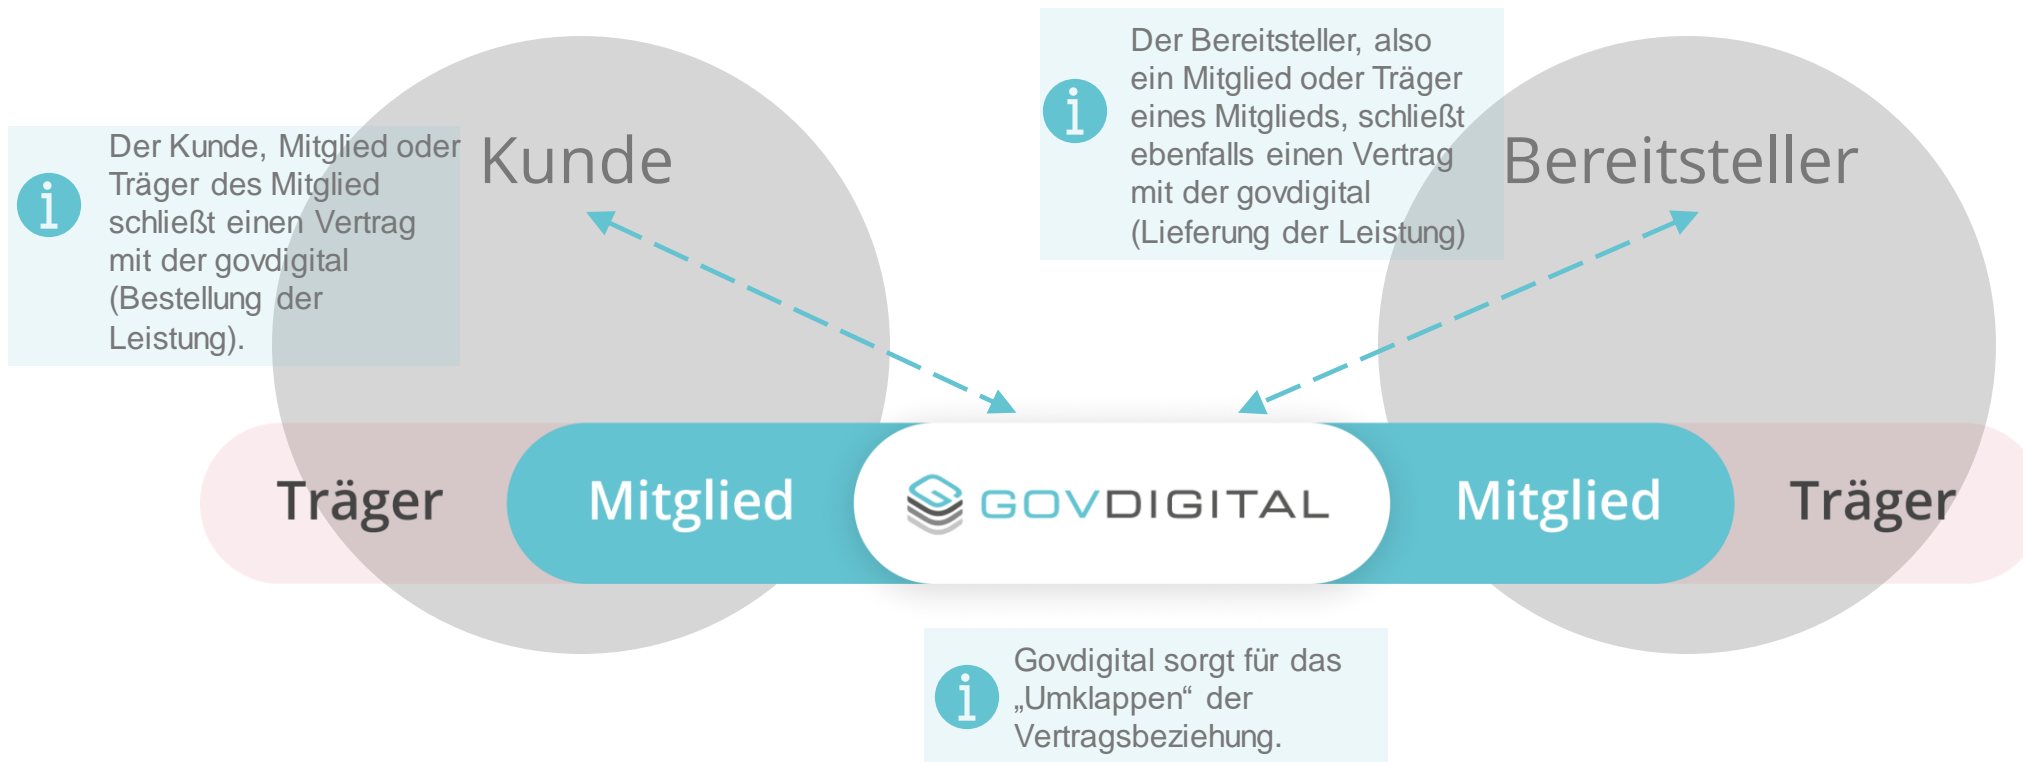 Der Kunde, Mitglied oder
Träger des Mitglied
schließt einen Vertrag
mit der govdigital
(Bestellung der
Leistung).
Kunde
Der Bereitsteller, also
ein Mitglied oder Träger
eines Mitglieds, schließt
ebenfalls einen Vertrag
mit der govdigital
(Lieferung der Leistung)
Bereitsteller
Träger
Mitglied
GOVDIGITAL
Mitglied
Träger
Govdigital sorgt für das
„Umklappen“ der
Vertragsbeziehung.